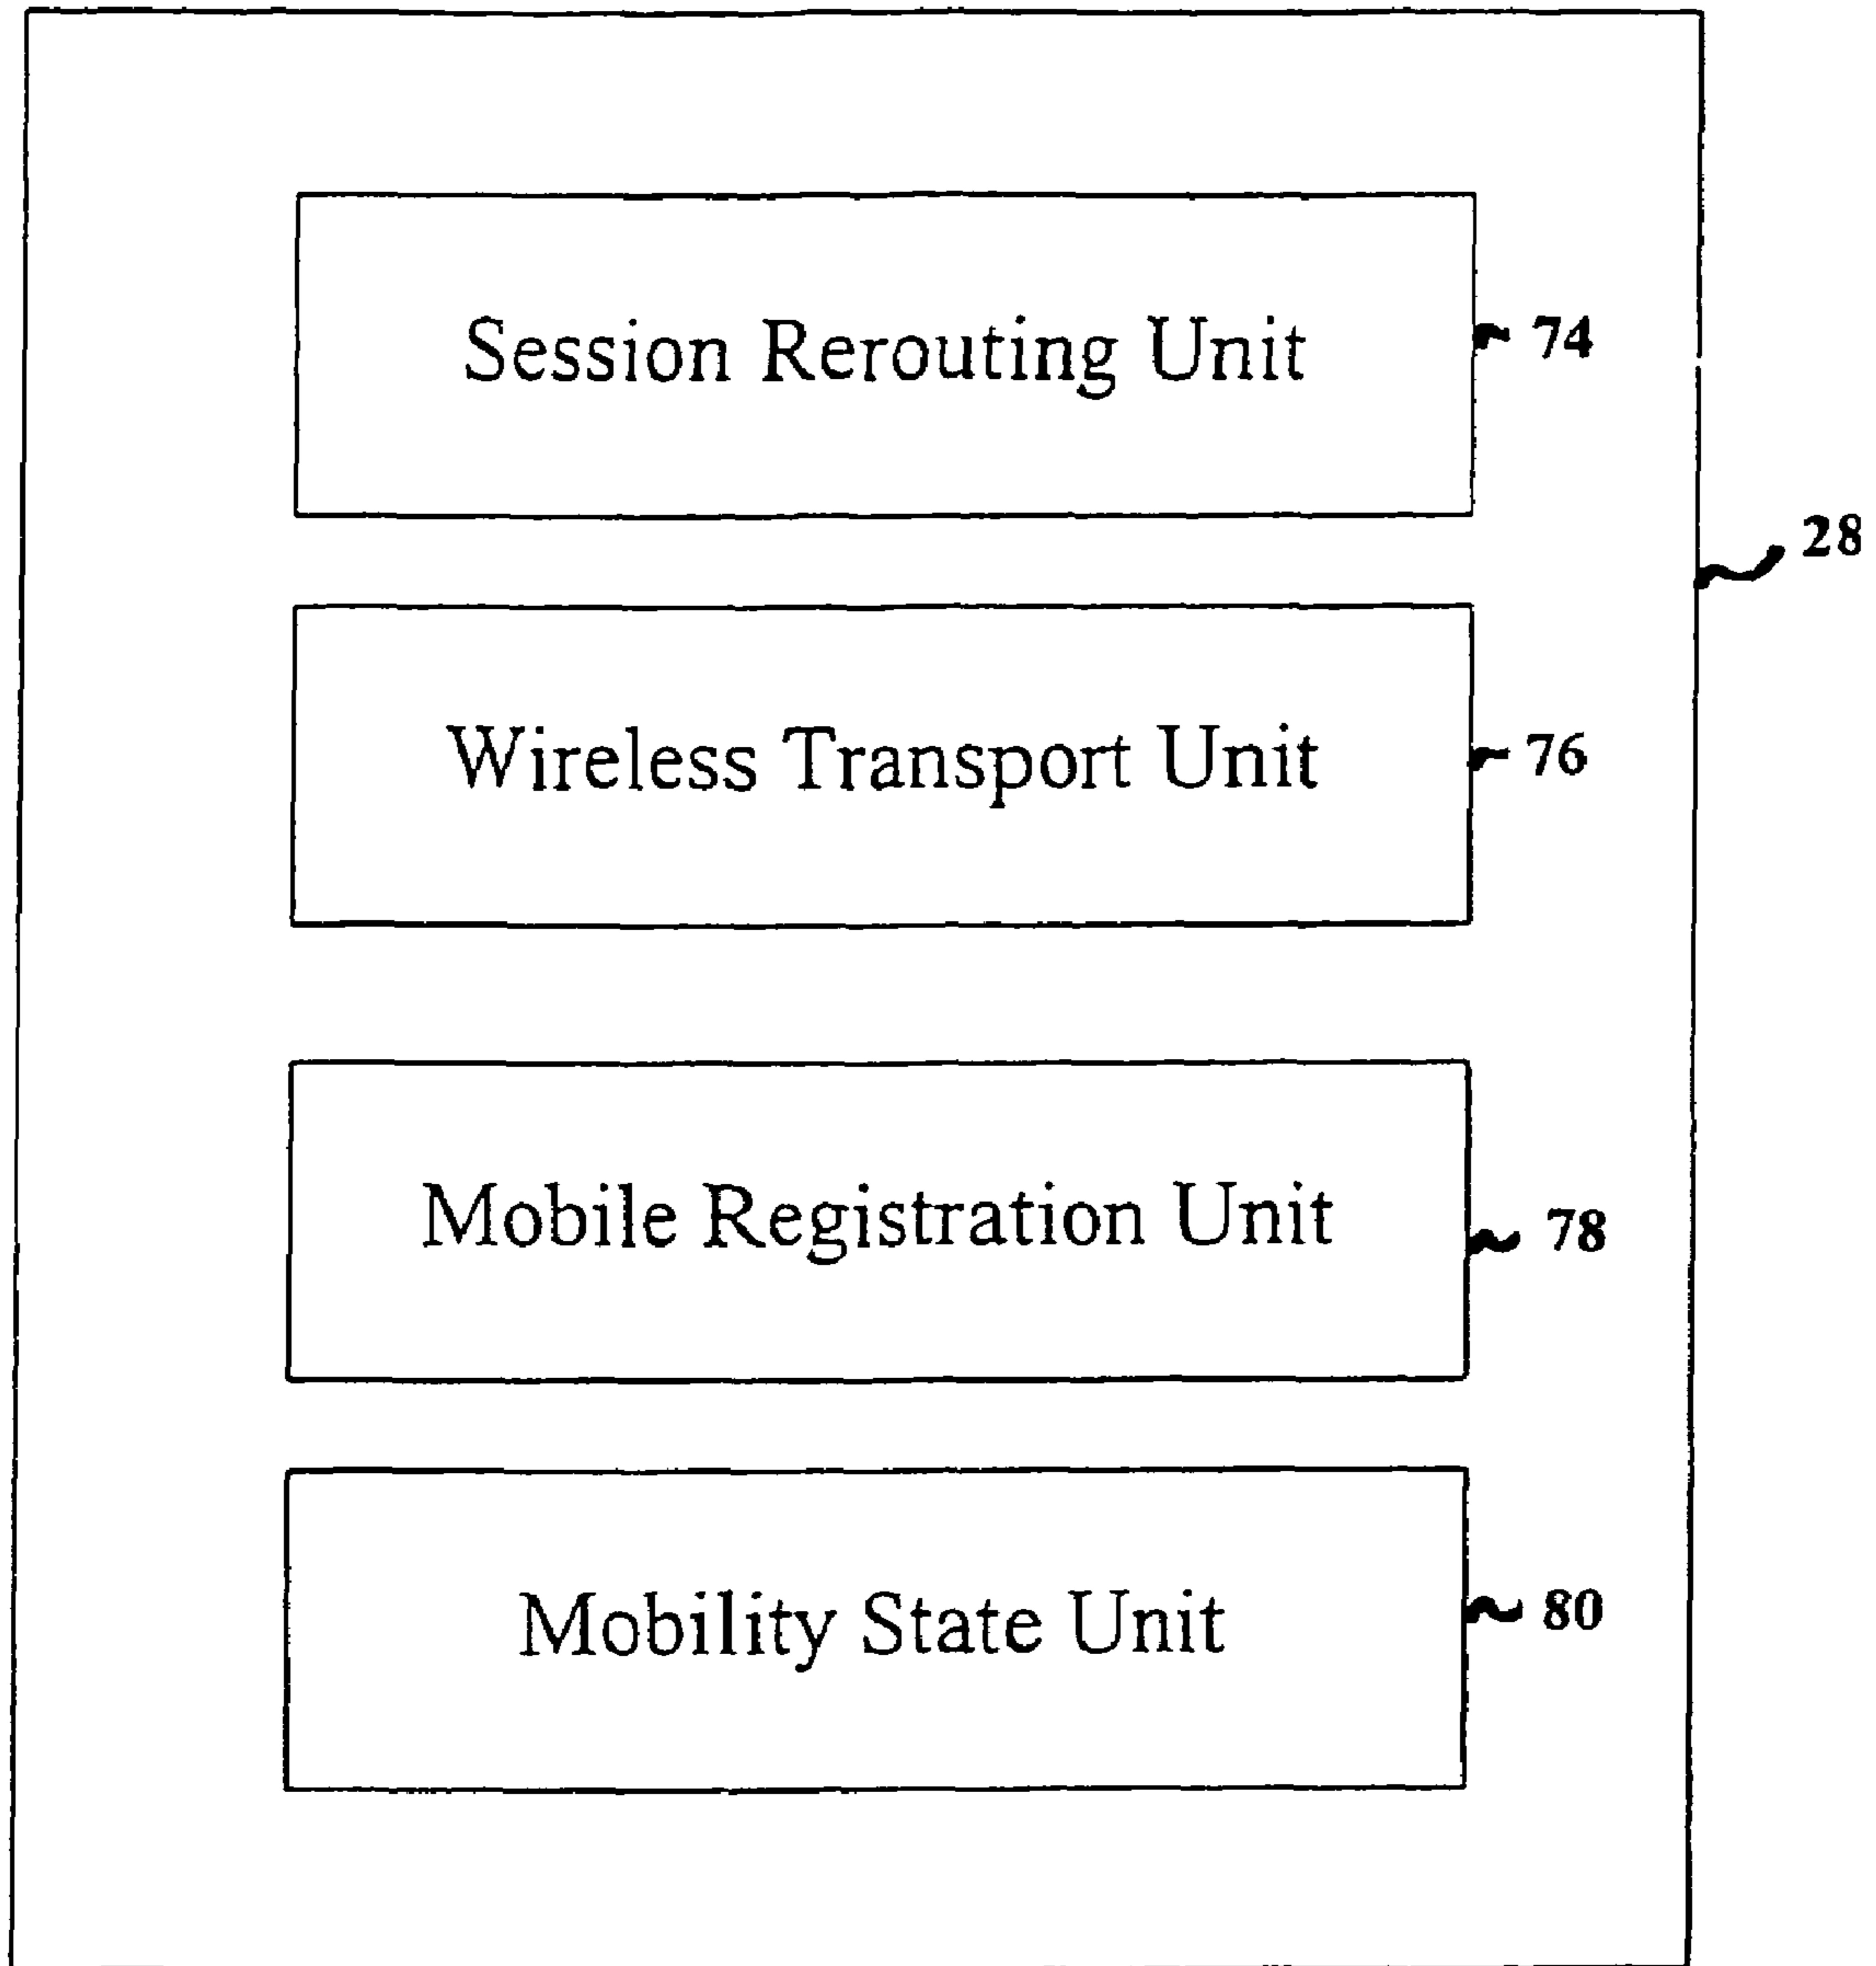 Session Rerouting Unit
74
28
Wireless Transport Unit
76
Mobile Registration Unit
78
Mobility State Unit
80